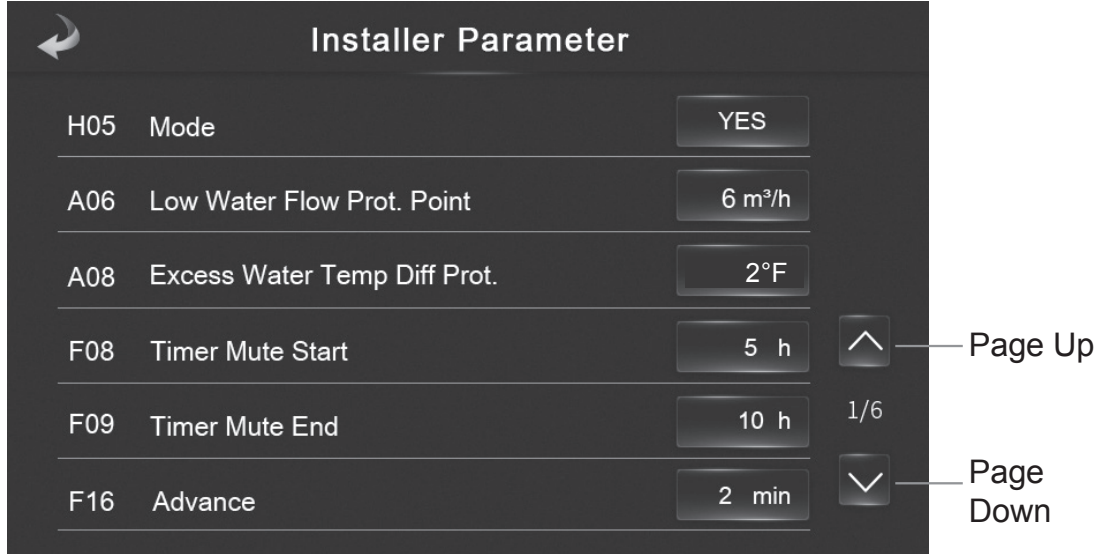 Installer Parameter
H05 Mode YES
A06 Low Water Flow Prot. Point 6 m³/h
A08 Excess Water Temp Diff Prot. 2°F
F08 Timer Mute Start 5 h
Page Up
F09 Timer Mute End 10 h
1/6
F16 Advance 2 min
Page
Down